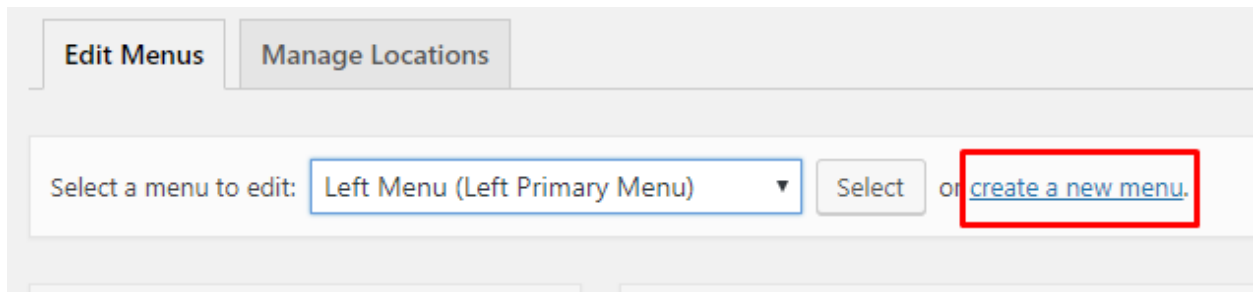 Edit Menus Manage Locations
Select a menu to edit: Left Menu (Left Primary Menu) Select or create a new menu.